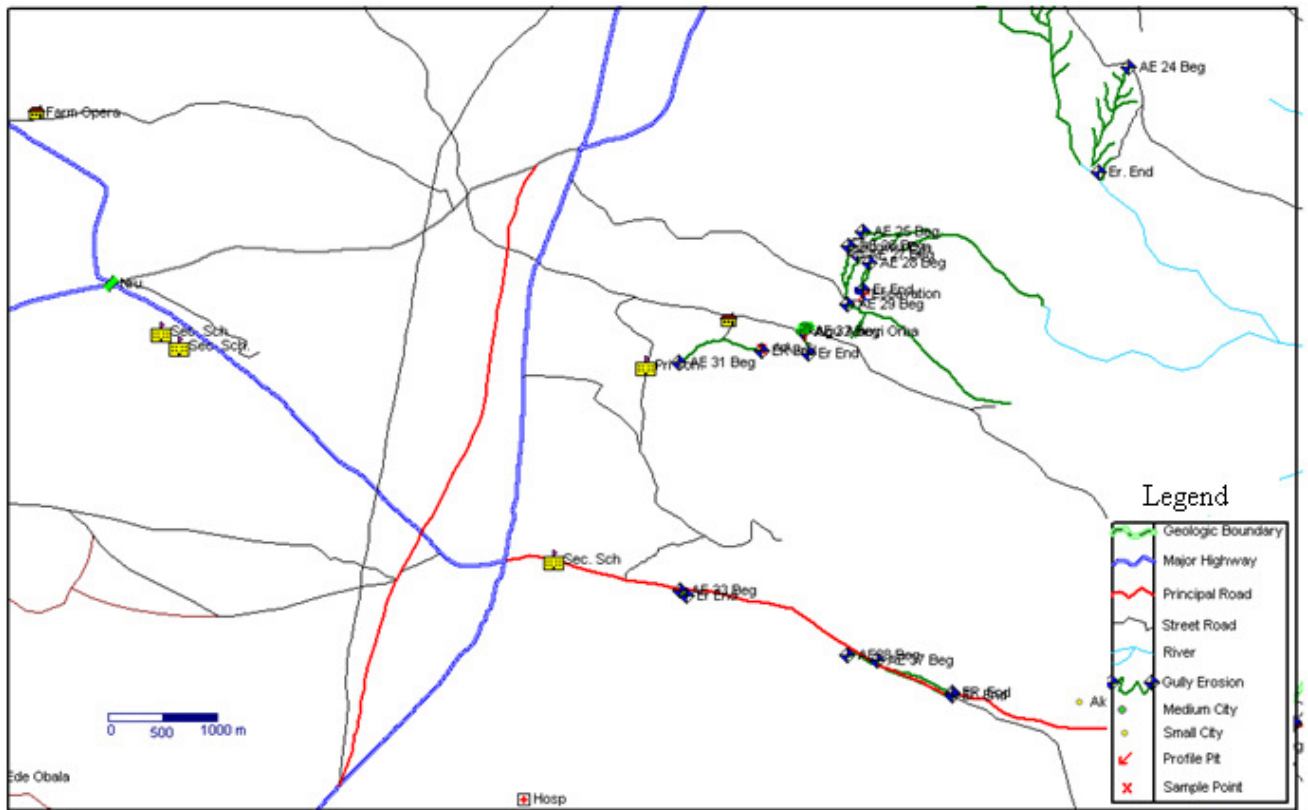 AE 24 Beg
Farm Opera
Er. End
AE 25 Beg
AE 28 Beg
Er End
AE 29 Beg
Sec. Sch
Sec. Sch.
Er End
AE 31 Beg
Sec. Sch
AE 33 Beg
Er End
AE 37 Beg
ER End
Ak
0 500 1000 m
Ede Obala
Hosp
Legend
Geologic Boundary
Major Highway
Principal Road
Street Road
River
Gully Erosion
Medium City
Small City
Profile Pit
Sample Point